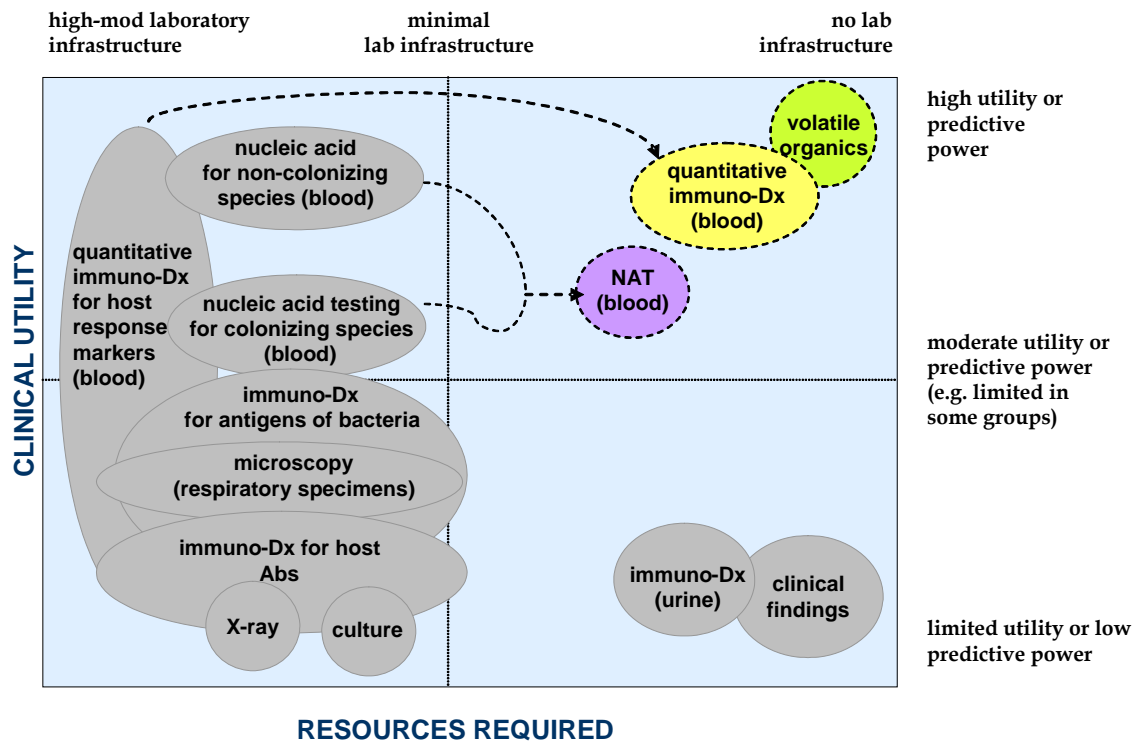 high-mod laboratory
infrastructure
minimal
lab infrastructure
no lab
infrastructure
high utility or
predictive
power
moderate utility or
predictive power
(e.g. limited in
some groups)
limited utility or low
predictive power
CLINICAL UTILITY
RESOURCES REQUIRED
volatile
organics
quantitative
immuno-Dx
(blood)
NAT
(blood)
nucleic acid
for non-colonizing
species (blood)
quantitative
immuno-Dx
for host
response
markers
(blood)
nucleic acid testing
for colonizing species
(blood)
immuno-Dx
for antigens of bacteria
microscopy
(respiratory specimens)
immuno-Dx for host
Abs
X-ray
culture
immuno-Dx
(urine)
clinical
findings